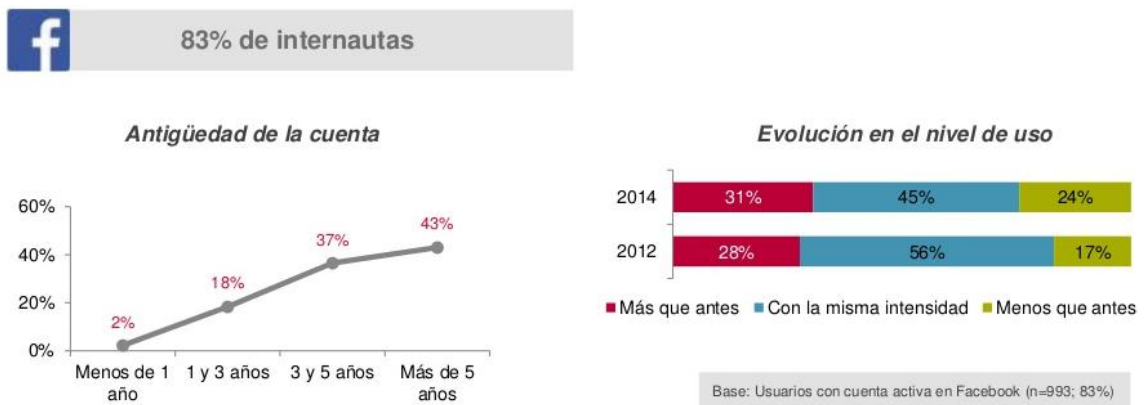 f
83% de internautas
Antigüedad de la cuenta
60%
40%
20%
0%
2%
18%
37%
43%
Menos de 1
año
1 y 3 años
3 y 5 años
Más de 5
años
Evolución en el nivel de uso
2014
31%
45%
24%
2012
28%
56%
17%
Más que antes
Con la misma intensidad
Menos que antes
Base: Usuarios con cuenta activa en Facebook (n=993; 83%)